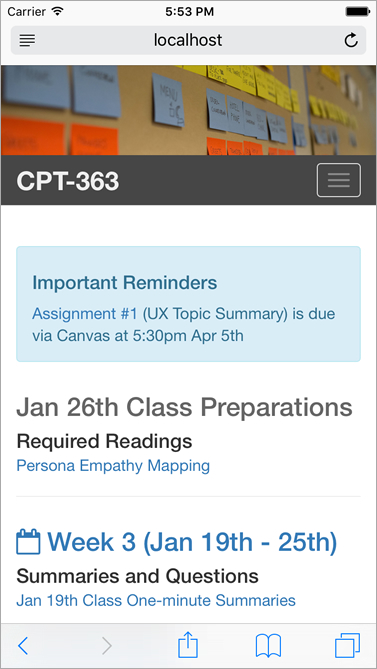 Carrier 5:53 PM
localhost
CPT-363
Important Reminders
Assignment #1 (UX Topic Summary) is due
via Canvas at 5:30pm Apr 5th
Jan 26th Class Preparations
Required Readings
Persona Empathy Mapping
Week 3 (Jan 19th - 25th)
Summaries and Questions
Jan 19th Class One-minute Summaries